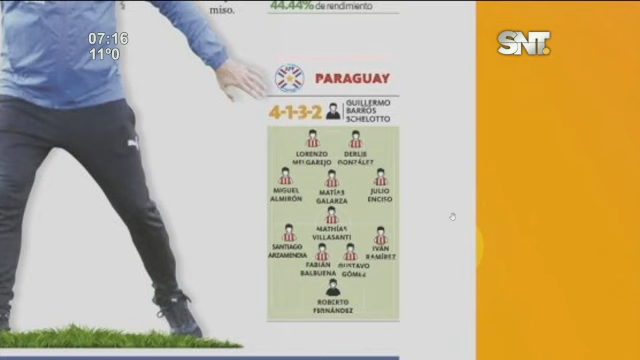 44.44% de rendimiento
miso.
07:16
11°0
SNT.
PARAGUAY
4-1-3-2
GUILLERMO
BARROS
SCHELOTTO
LORENZO
MELGAREJO
DERLIS
GONZÁLEZ
MIGUEL
ALMIRÓN
MATÍAS
GALARZA
JULIO
ENCISO
MATHÍAS
VILLASANTI
SANTIAGO
ARZAMENDIA
FABIÁN
BALBUENA
GUSTAVO
GÓMEZ
IVÁN
RAMÍREZ
ROBERTO
FERNÁNDEZ